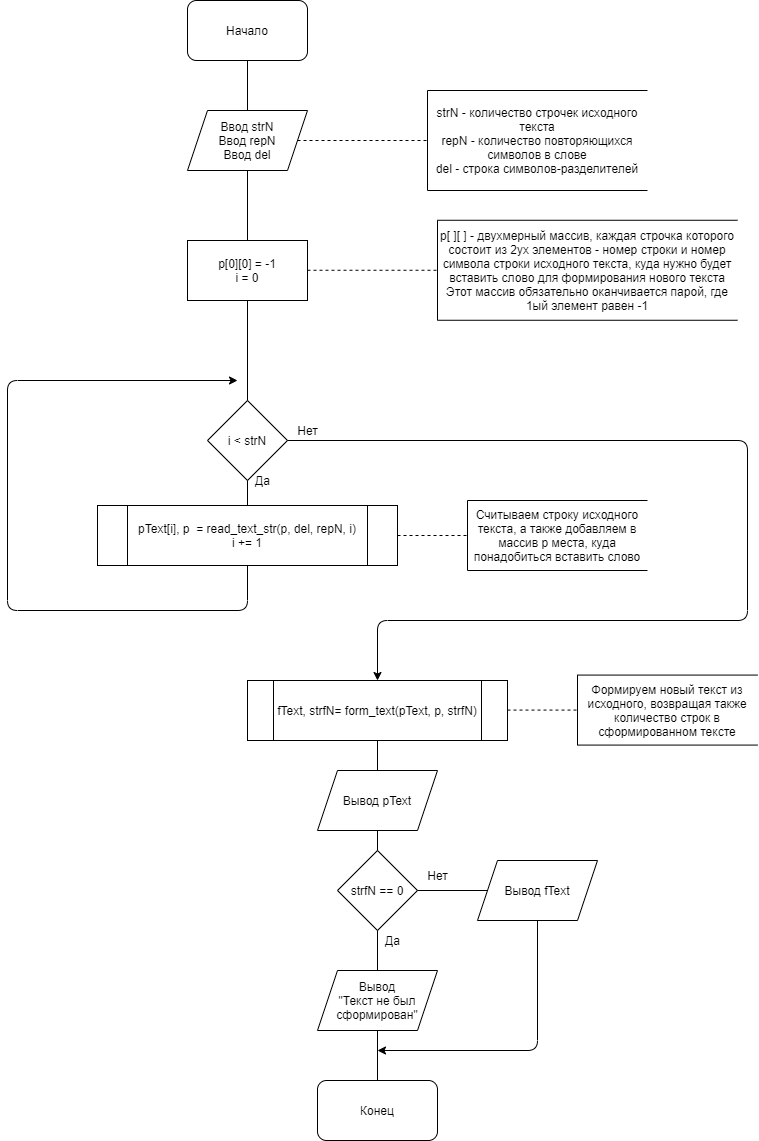 Начало
Ввод strN
Ввод repN
Ввод del
strN - количество строчек исходного
текста
repN - количество повторяющихся
символов в слове
del - строка символов-разделителей
p[0][0] = -1
i = 0
p[ ][ ] - двухмерный массив, каждая строчка которого
состоит из 2ух элементов - номер строки и номер
символа строки исходного текста, куда нужно будет
вставить слово для формирования нового текста
Этот массив обязательно оканчивается парой, где
1ый элемент равен -1
i < strN
Нет
Да
pText[i], p = read_text_str(p, del, repN, i)
i += 1
Считываем строку исходного
текста, а также добавляем в
массив p места, куда
понадобиться вставить слово
fText, strfN= form_text(pText, p, strfN)
Формируем новый текст из
исходного, возвращая также
количество строк в
сформированном тексте
Вывод pText
strfN == 0
Нет
Вывод fText
Да
Вывод
"Текст не был
сформирован"
Конец